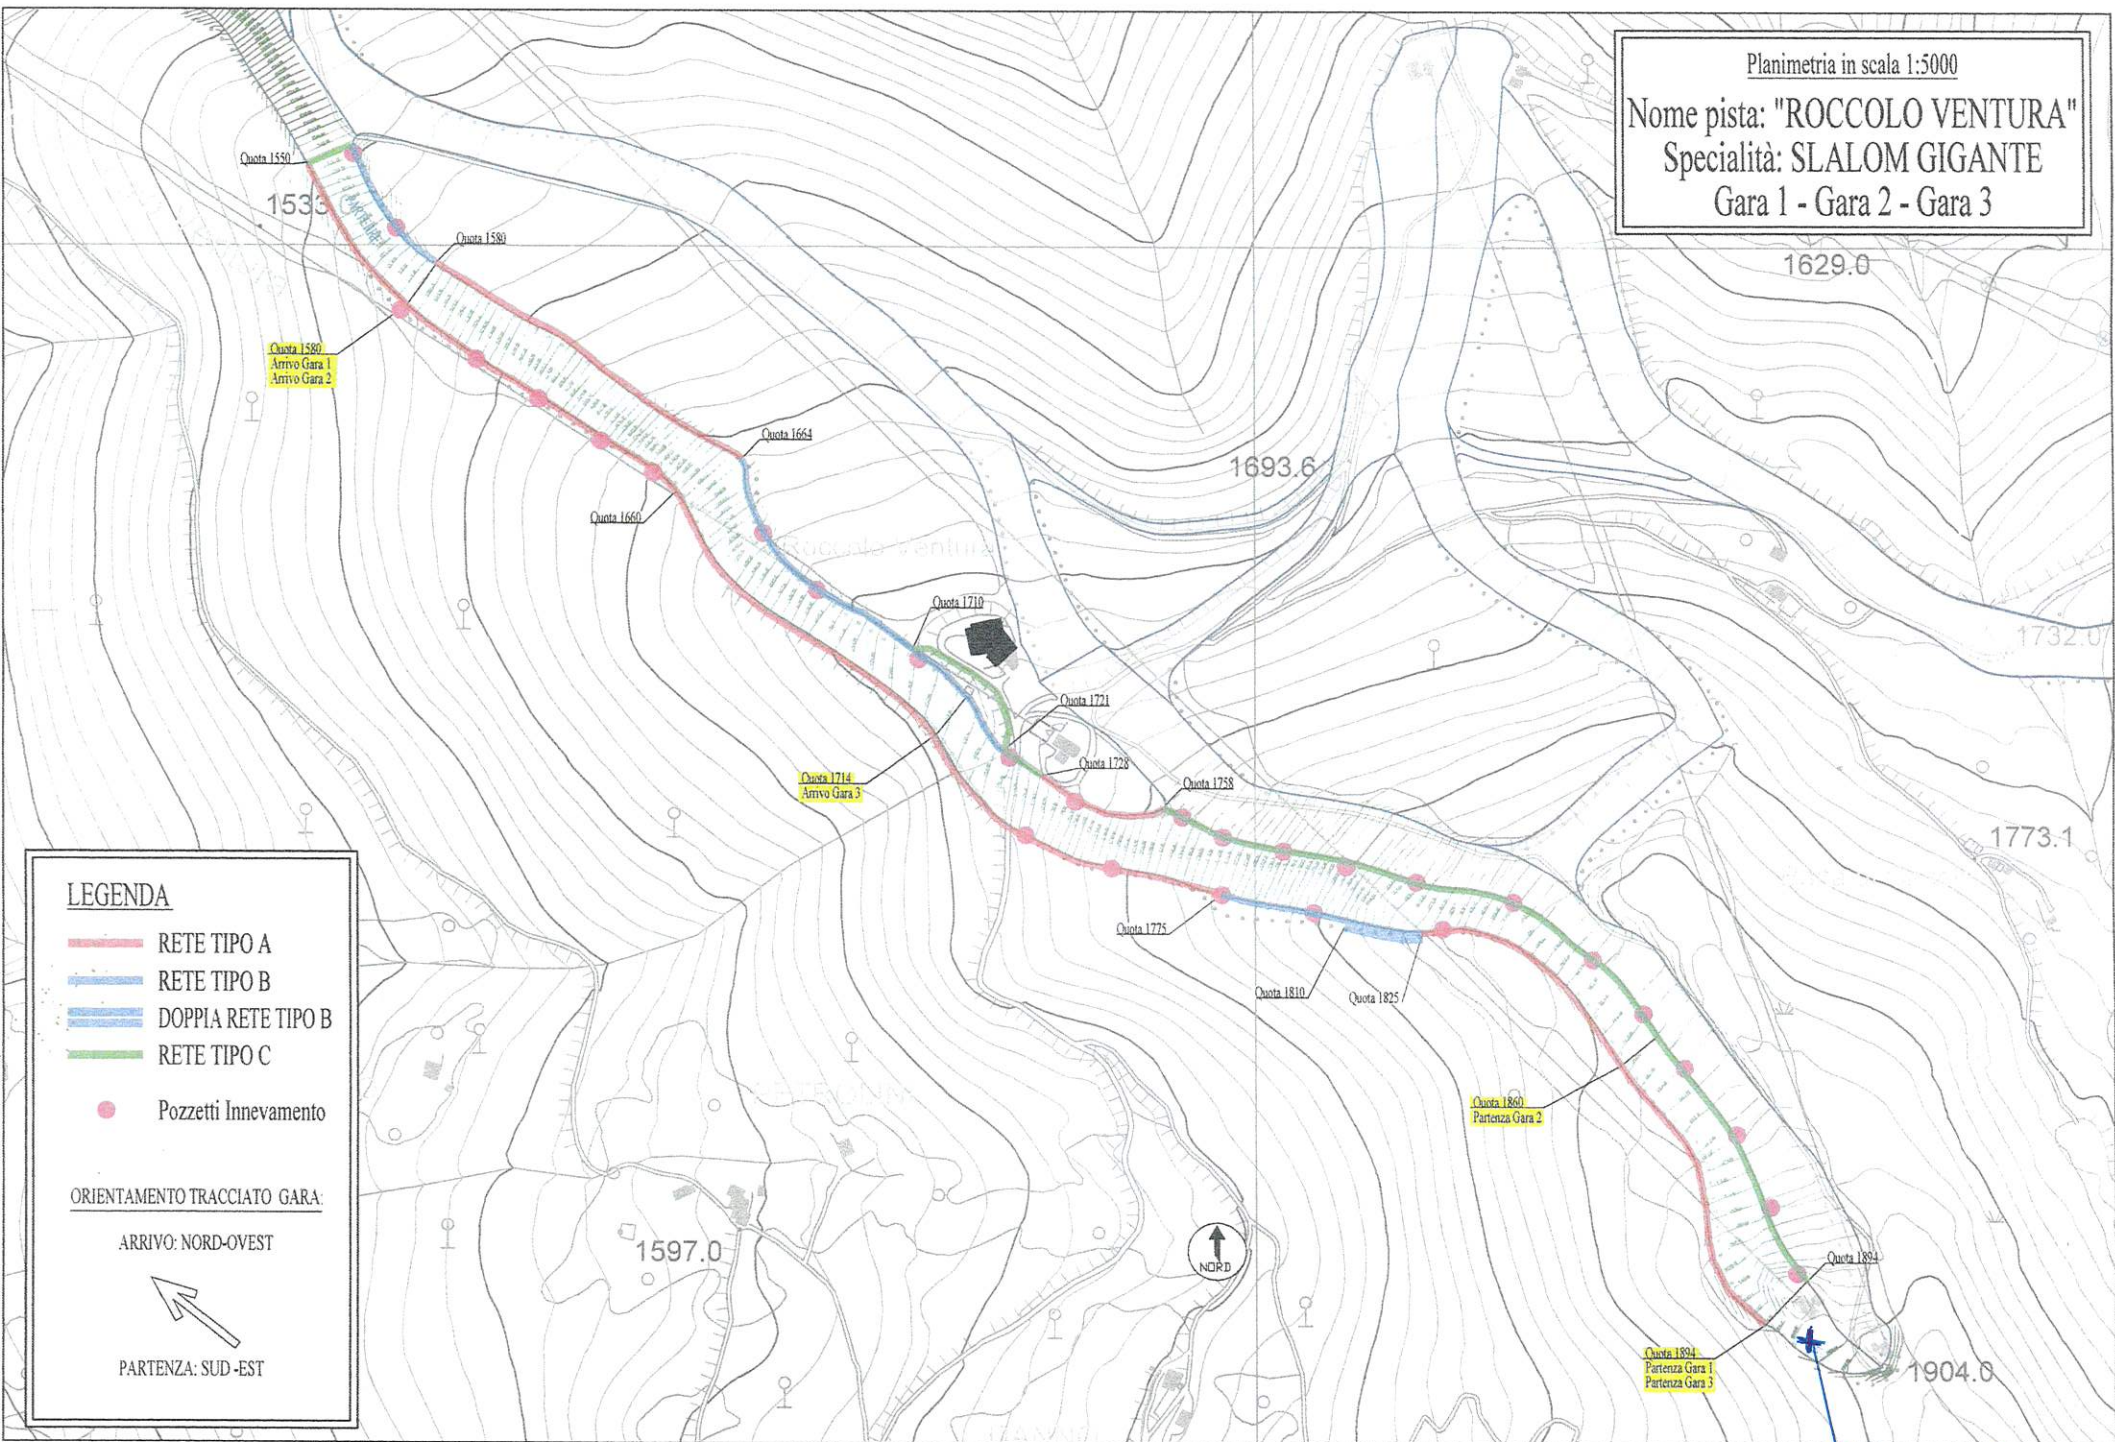 Planimetria in scala 1:5000
Nome pista: "ROCCOLO VENTURA"
Specialità: SLALOM GIGANTE
Gara 1 - Gara 2 - Gara 3
Quota 1550
1533.0
Quota 1580
1629.0
Quota 1580
Arrivo Gara 1
Arrivo Gara 2
Quota 1664
1693.6
Quota 1660
Roccolo Ventura
Quota 1710
1732.0
Quota 1721
Quota 1728
Quota 1714
Arrivo Gara 3
Quota 1758
1773.1
Quota 1775
Quota 1810
Quota 1825
Quota 1860
Partenza Gara 2
1597.0
NORD
Quota 1894
Quota 1894
Partenza Gara 1
Partenza Gara 3
1904.0
LEGENDA
RETE TIPO A
RETE TIPO B
DOPPIA RETE TIPO B
RETE TIPO C
Pozzetti Innevamento
ORIENTAMENTO TRACCIATO GARA:
ARRIVO: NORD-OVEST
PARTENZA: SUD -EST